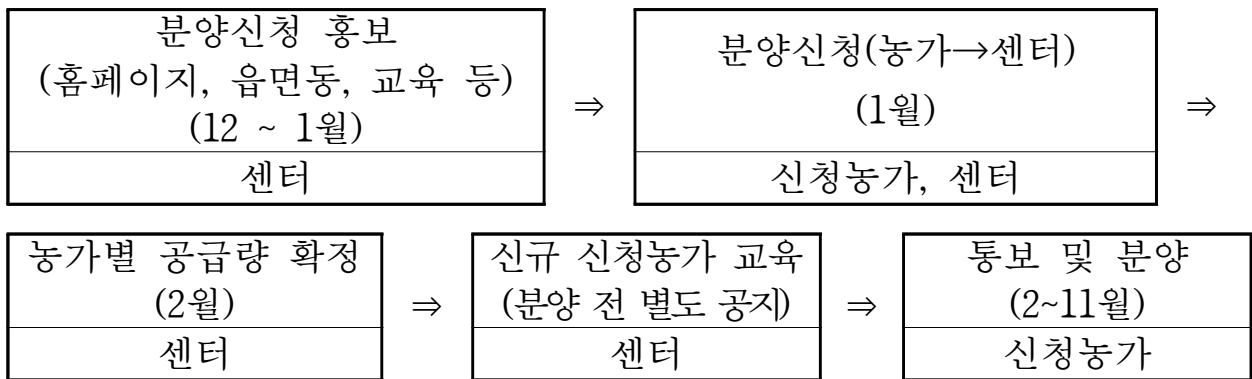 분양신청 홍보
(홈페이지, 읍면동, 교육 등)
(12 ~ 1월)
센터
⇒
분양신청(농가→센터)
(1월)
신청농가, 센터
⇒
농가별 공급량 확정
(2월)
센터
⇒
신규 신청농가 교육
(분양 전 별도 공지)
센터
⇒
통보 및 분양
(2~11월)
신청농가